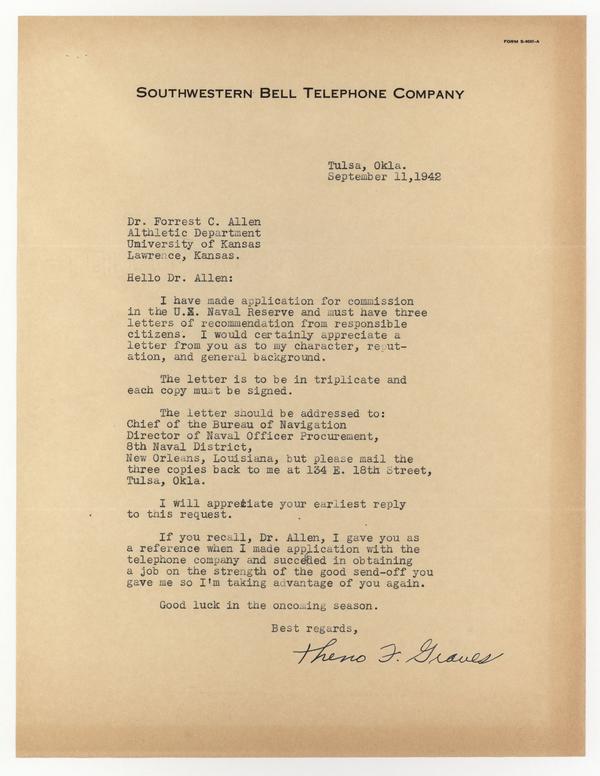 FORM S-4021-A
SOUTHWESTERN BELL TELEPHONE COMPANY
Tulsa, Okla.
September 11,1942
Dr. Forrest C. Allen
Althletic Department
University of Kansas
Lawrence, Kansas.
Hello Dr. Allen:
I have made application for commission
in the U.S. Naval Reserve and must have three
letters of recommendation from responsible
citizens. I would certainly appreciate a
letter from you as to my character, reput-
ation, and general background.
The letter is to be in triplicate and
each copy must be signed.
The letter should be addressed to:
Chief of the Bureau of Navigation
Director of Naval Officer Procurement,
8th Naval District,
New Orleans, Louisiana, but please mail the
three copies back to me at 134 E. 18th Street,
Tulsa, Okla.
I will appreciate your earliest reply
to this request.
If you recall, Dr. Allen, I gave you as
a reference when I made application with the
telephone company and succeeded in obtaining
a job on the strength of the good send-off you
gave me so I'm taking advantage of you again.
Good luck in the oncoming season.
Best regards,
Theno F. Graves